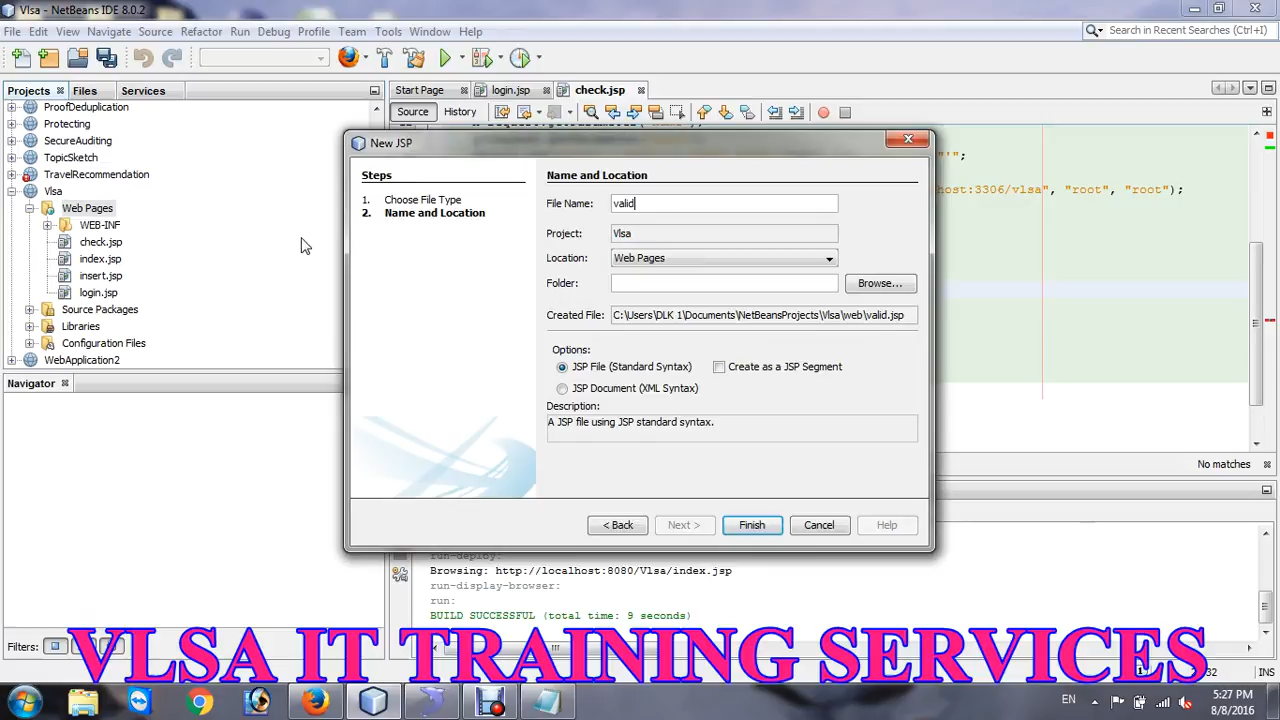 Vlsa - NetBeans IDE 8.0.2
File Edit View Navigate Source Refactor Run Debug Profile Team Tools Window Help
Search in Recent Searches (Ctrl+I)
Projects Files Services
Start Page login.jsp check.jsp
Source History
ProofDeduplication
Protecting
SecureAuditing
TopicSketch
TravelRecommendation
Vlsa
Web Pages
WEB-INF
check.jsp
index.jsp
insert.jsp
login.jsp
Source Packages
Libraries
Configuration Files
WebApplication2
Navigator
Filters:
"'";
host:3306/vlsa", "root", "root");
New JSP
Steps
1. Choose File Type
2. Name and Location
Name and Location
File Name: valid
Project: Vlsa
Location: Web Pages
Folder:
Browse...
Created File: C:\Users\DLK 1\Documents\NetBeansProjects\Vlsa\web\valid.jsp
Options:
JSP File (Standard Syntax) Create as a JSP Segment
JSP Document (XML Syntax)
Description:
A JSP file using JSP standard syntax.
< Back Next > Finish Cancel Help
No matches
run-deploy:
Browsing: http://localhost:8080/Vlsa/index.jsp
run-display-browser:
run:
BUILD SUCCESSFUL (total time: 9 seconds)
INS
VLSA IT TRAINING SERVICES
EN
5:27 PM
8/8/2016